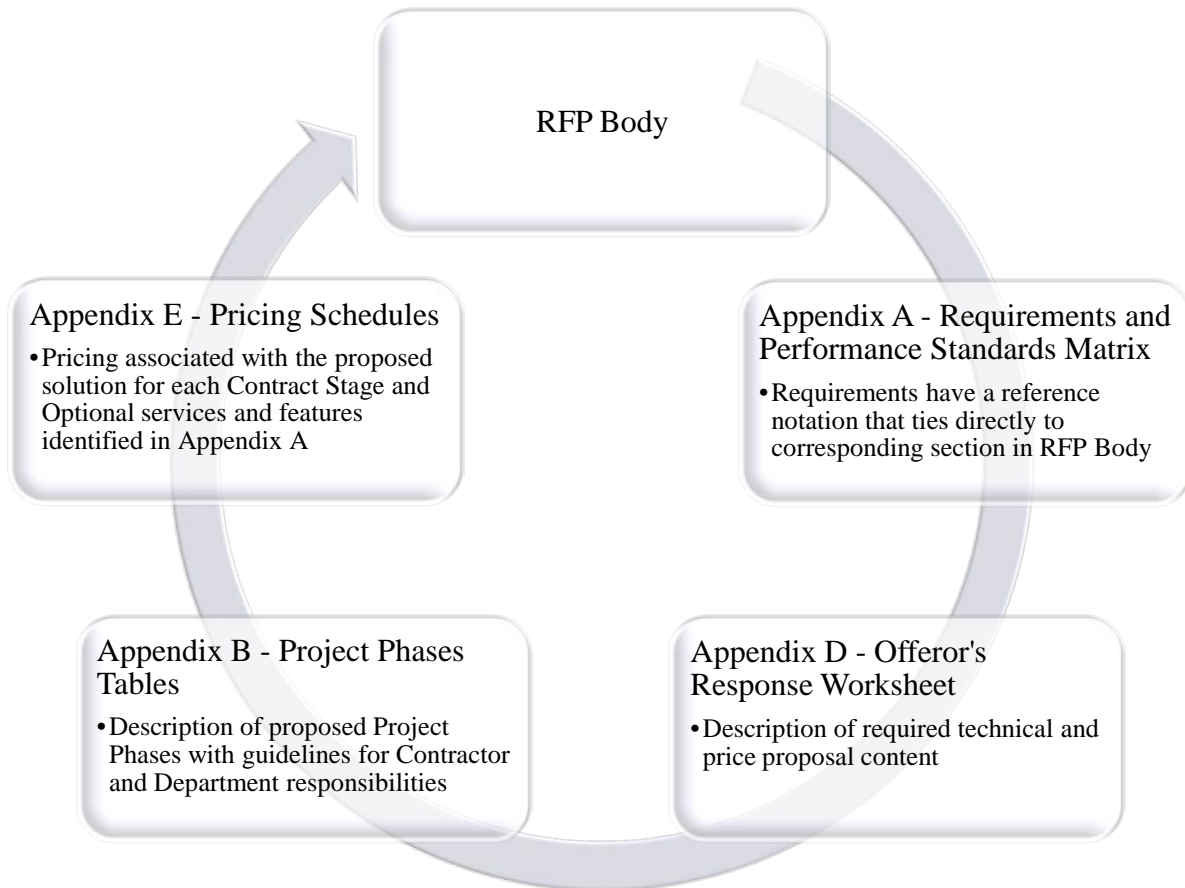 RFP Body
Appendix A - Requirements and
Performance Standards Matrix
•Requirements have a reference
notation that ties directly to
corresponding section in RFP Body
Appendix D - Offeror's
Response Worksheet
•Description of required technical and
price proposal content
Appendix B - Project Phases
Tables
•Description of proposed Project
Phases with guidelines for Contractor
and Department responsibilities
Appendix E - Pricing Schedules
•Pricing associated with the proposed
solution for each Contract Stage and
Optional services and features
identified in Appendix A